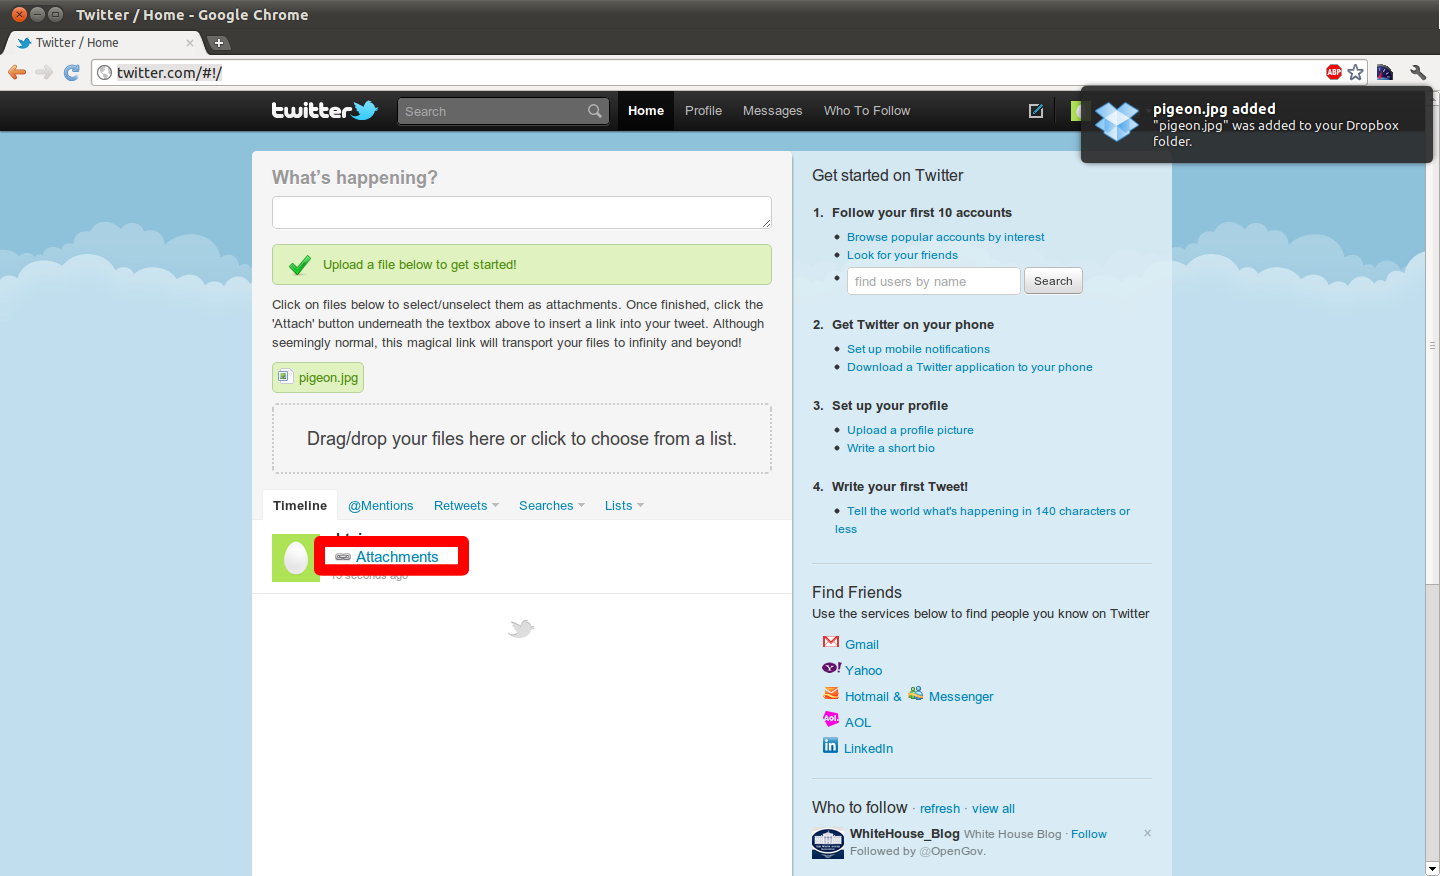 Twitter / Home - Google Chrome
Twitter / Home
twitter.com/#!/
ABP
twitter
Search
Home
Profile
Messages
Who To Follow
pigeon.jpg added
"pigeon.jpg" was added to your Dropbox
folder.
What's happening?
Upload a file below to get started!
Click on files below to select/unselect them as attachments. Once finished, click the
'Attach' button underneath the textbox above to insert a link into your tweet. Although
seemingly normal, this magical link will transport your files to infinity and beyond!
pigeon.jpg
Drag/drop your files here or click to choose from a list.
Timeline
@Mentions
Retweets
Searches
Lists
Attachments
seconds ago
Get started on Twitter
1. Follow your first 10 accounts
Browse popular accounts by interest
Look for your friends
find users by name
Search
2. Get Twitter on your phone
Set up mobile notifications
Download a Twitter application to your phone
3. Set up your profile
Upload a profile picture
Write a short bio
4. Write your first Tweet!
Tell the world what's happening in 140 characters or
less
Find Friends
Use the services below to find people you know on Twitter
Gmail
Y! Yahoo
Hotmail & Messenger
Aol. AOL
in LinkedIn
Who to follow · refresh · view all
WhiteHouse_Blog White House Blog · Follow
Followed by @OpenGov.